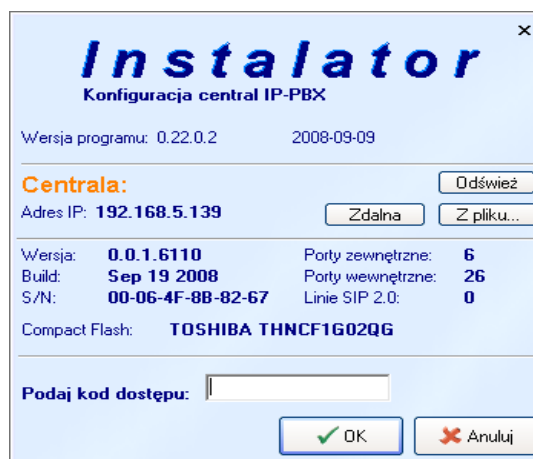 Instalator
Konfiguracja central IP-PBX
Wersja programu: 0.22.0.2 2008-09-09
Centrala: Odśwież
Adres IP: 192.168.5.139 Zdalna Z pliku...
Wersja: 0.0.1.6110 Porty zewnętrzne: 6
Build: Sep 19 2008 Porty wewnętrzne: 26
S/N: 00-06-4F-8B-82-67 Linie SIP 2.0: 0
Compact Flash: TOSHIBA THNCF1G02QG
Podaj kod dostępu:
OK Anuluj